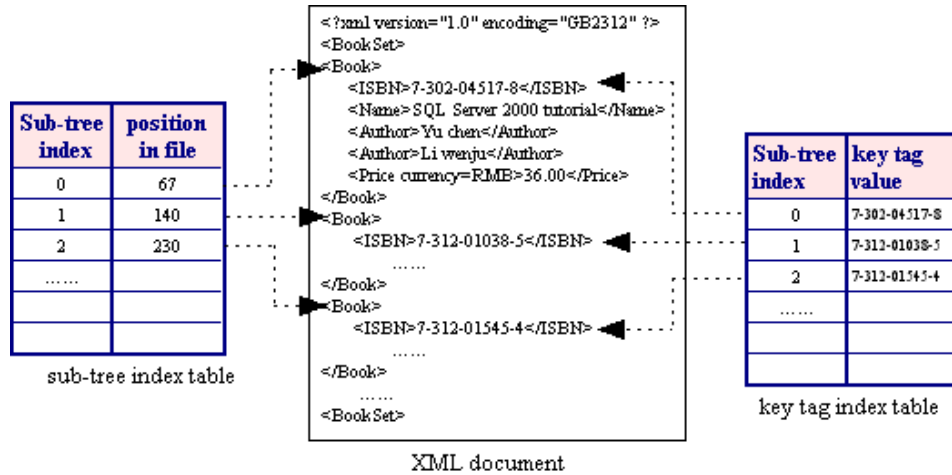 Sub-tree index position in file
0 67
1 140
2 230
......
sub-tree index table
<?xml version="1.0" encoding="GB2312" ?>
<BookSet>
<Book>
<ISBN>7-302-04517-8</ISBN>
<Name>SQL Server 2000 tutorial</Name>
<Author>Yu chen</Author>
<Author>Li wenju</Author>
<Price currency=RMB>36.00</Price>
</Book>
<Book>
<ISBN>7-312-01038-5</ISBN>
......
</Book>
<Book>
<ISBN>7-312-01545-4</ISBN>
......
</Book>
......
<BookSet>
XML document
Sub-tree index key tag value
0 7-302-04517-8
1 7-312-01038-5
2 7-312-01545-4
......
key tag index table